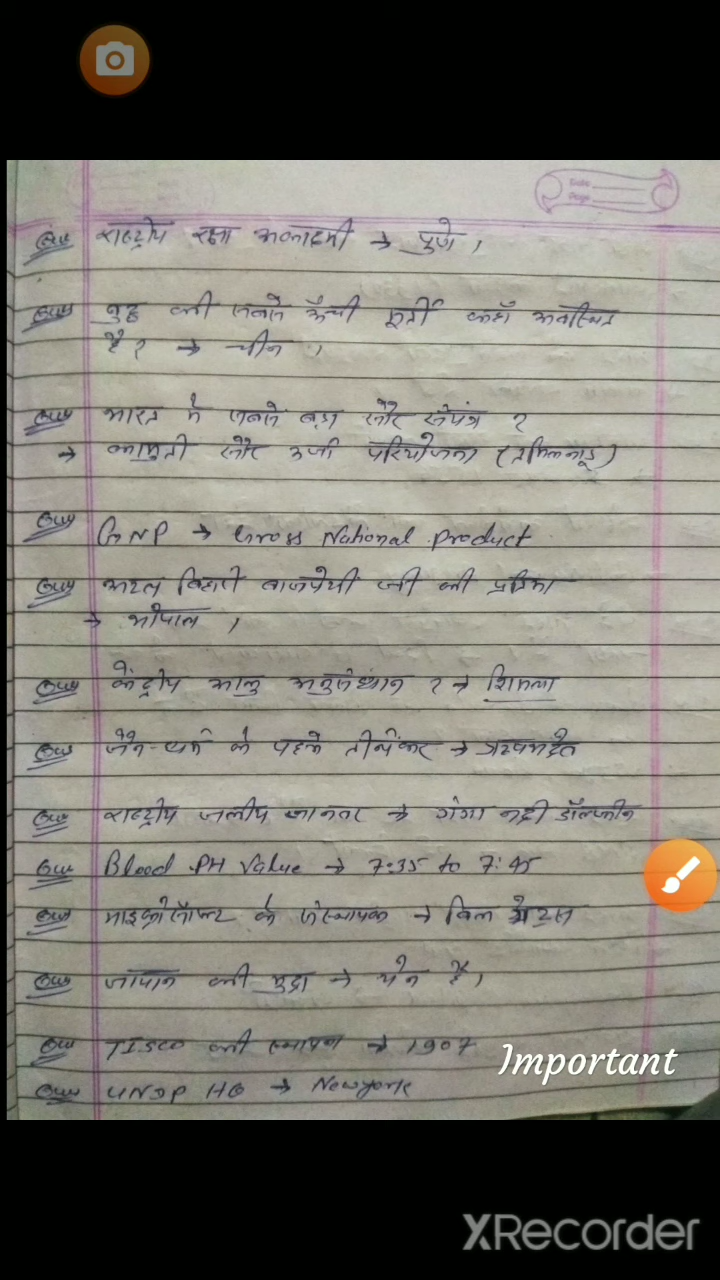 Que राष्ट्रीय रक्षा अकादमी → पुणे ।
Que बुद्ध की सबसे ऊँची मूर्ती कहाँ अवस्थित
है ? → चीन ।
Que भारत में सबसे बड़ा सौर संयंत्र ?
→ कामुती सौर उर्जा परियोजना (तमिलनाडू)
Que GNP → Gross National Product
Que अटल बिहारी वाजपेयी जी की प्रतिमा
→ भोपाल ।
Que केंद्रीय आलु अनुसंधान ? → शिमला
Que जैन-धर्म के पहले तीर्थंकर → ऋषभदेव
Que राष्ट्रीय जलीय जानवर → गंगा नदी डॉल्फीन
Que Blood PH Value → 7:35 to 7:45
Que माइक्रोसॉफ्ट के संस्थापक → बिल गेट्स
Que जापान की मुद्रा → येन है।
Que TISCO की स्थापना → 1907
Important
Que UNDP HQ → Newyork
XRecorder